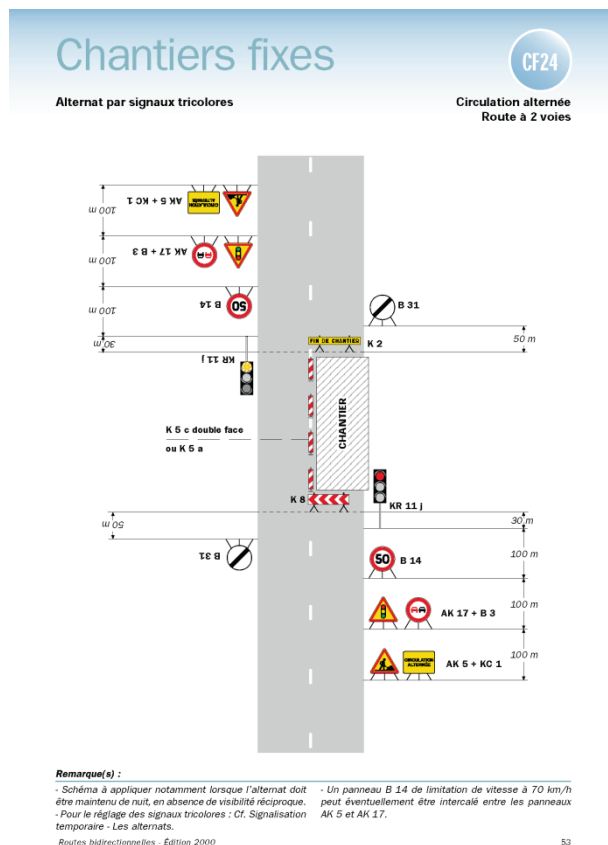 Chantiers fixes
CF24
Alternat par signaux tricolores
Circulation alternée
Route à 2 voies
AK 5 + KC 1
CIRCULATION
ALTERNÉE
100 m
AK 17 + B 3
100 m
B 14
50
100 m
30 m
KR 11 j
B 31
50 m
FIN DE CHANTIER
K 2
CHANTIER
K 5 c double face
ou K 5 a
K 8
KR 11 j
50 m
30 m
B 31
50
B 14
100 m
AK 17 + B 3
100 m
CIRCULATION
ALTERNÉE
AK 5 + KC 1
100 m
Remarque(s) :
- Schéma à appliquer notamment lorsque l'alternat doit
être maintenu de nuit, en absence de visibilité réciproque.
- Pour le réglage des signaux tricolores : Cf. Signalisation
temporaire - Les alternats.
- Un panneau B 14 de limitation de vitesse à 70 km/h
peut éventuellement être intercalé entre les panneaux
AK 5 et AK 17.
Routes bidirectionnelles - Édition 2000
53